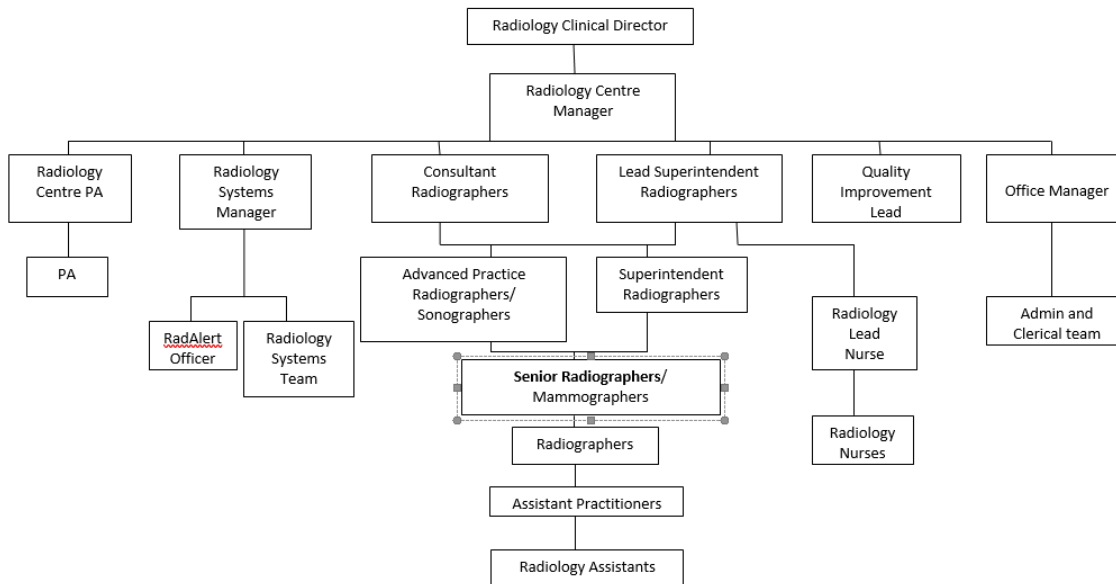 Radiology Clinical Director
Radiology Centre
Manager
Radiology
Centre PA
Radiology
Systems
Manager
Consultant
Radiographers
Lead Superintendent
Radiographers
Quality
Improvement
Lead
Office Manager
PA
Advanced Practice
Radiographers/
Sonographers
Superintendent
Radiographers
RadAlert
Officer
Radiology
Systems
Team
Radiology
Lead
Nurse
Admin and
Clerical team
Senior Radiographers/
Mammographers
Radiographers
Radiology
Nurses
Assistant Practitioners
Radiology Assistants